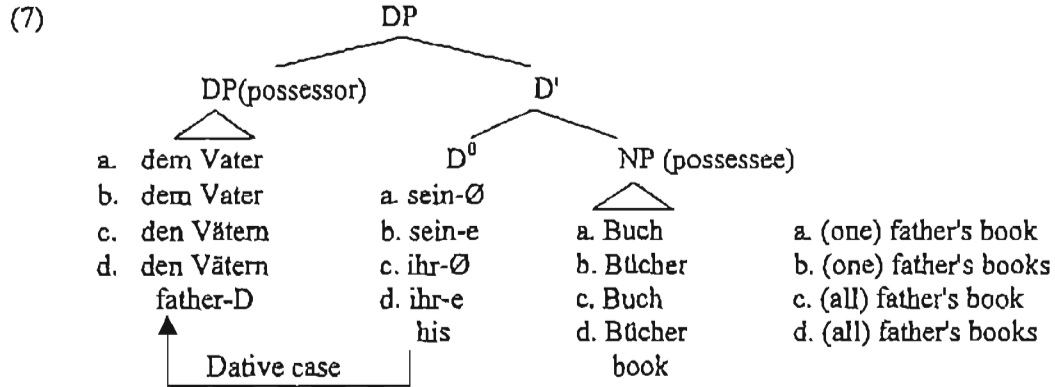 (7) DP
DP(possessor) D'
a. dem Vater D⁰ NP (possessee)
b. dem Vater a. sein-Ø
c. den Vätern b. sein-e a. Buch a. (one) father's book
d. den Vätern c. ihr-Ø b. Bücher b. (one) father's books
father-D d. ihr-e c. Buch c. (all) father's book
his d. Bücher d. (all) father's books
Dative case book